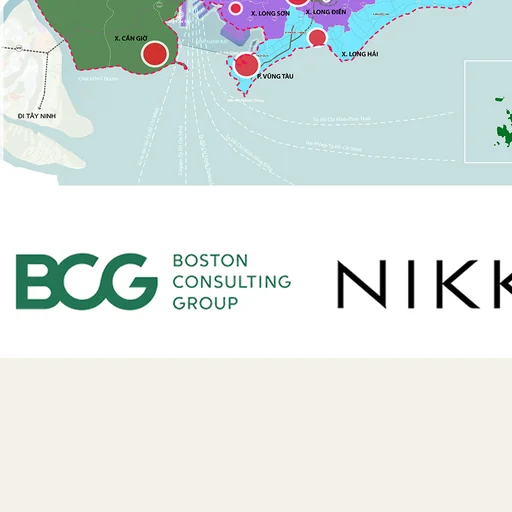 X. LONG SƠN
X. LONG ĐIỀN
X. CẦN GIỜ
X. LONG HẢI
P. VŨNG TÀU
ĐI TÂY NINH
BCG
BOSTON
CONSULTING
GROUP
NIKK